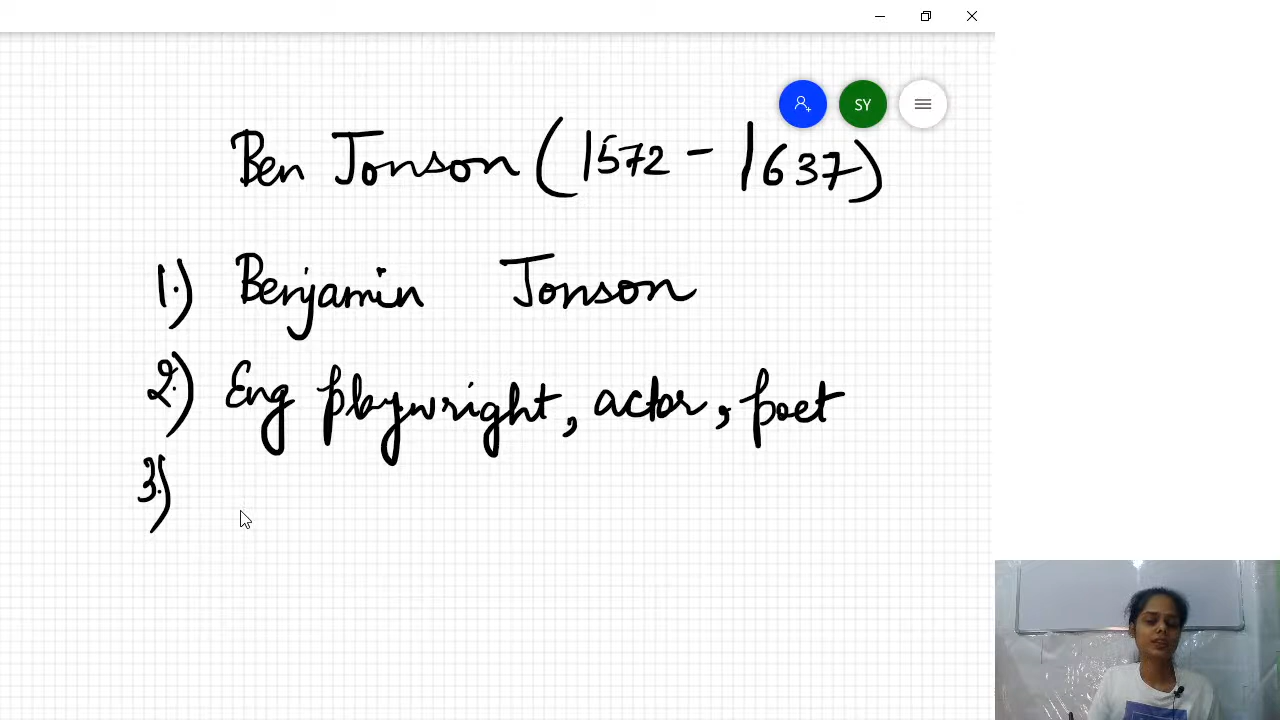 SY
Ben Jonson (1572 - 1637)
1.) Benjamin Jonson
2.) Eng playwright, actor, poet
3.)